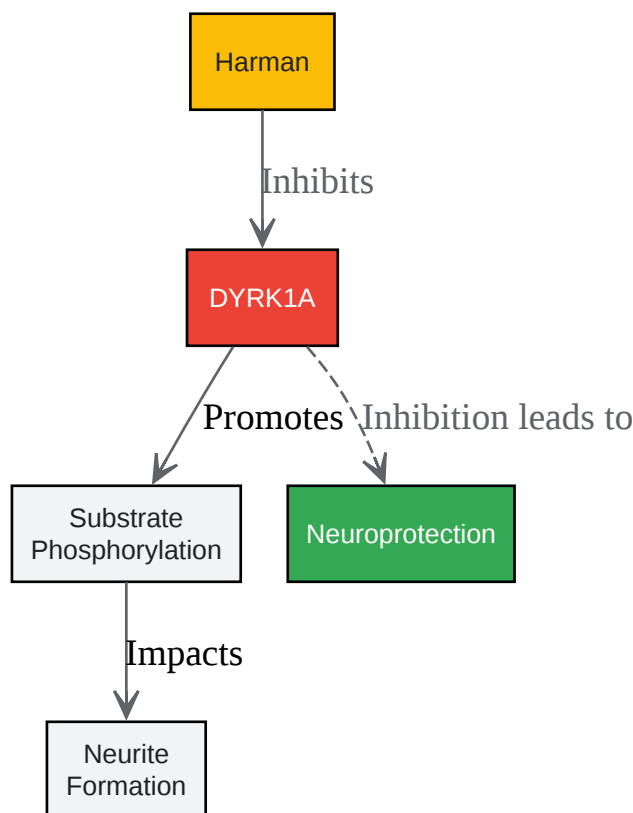 Harman
Inhibits
DYRK1A
Promotes
Inhibition leads to
Substrate
Phosphorylation
Neuroprotection
Impacts
Neurite
Formation